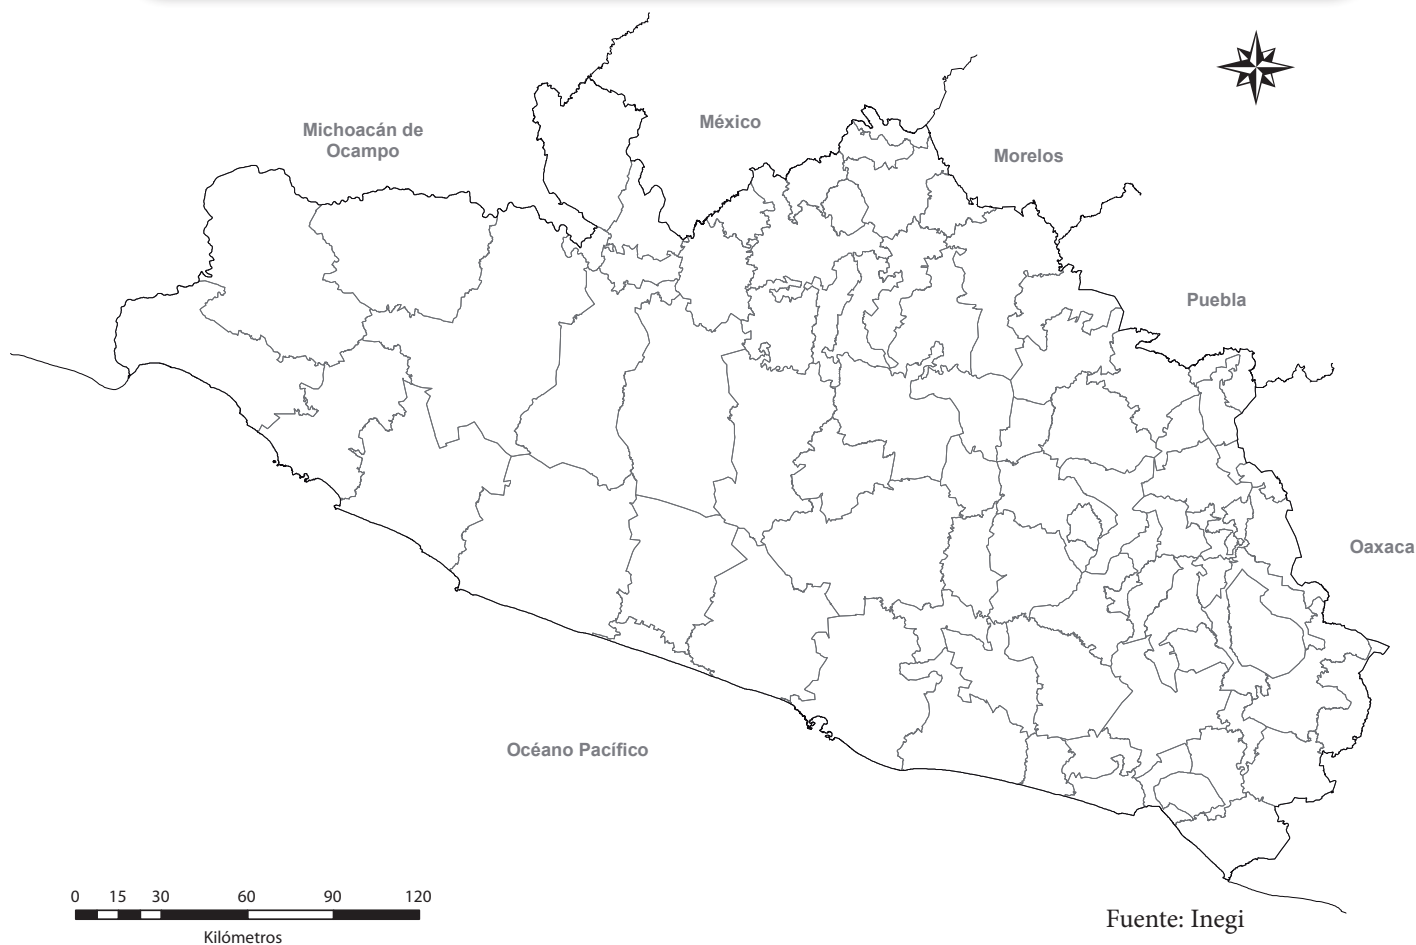 Michoacán de
Ocampo
México
Morelos
Puebla
Oaxaca
Océano Pacífico
0 15 30 60 90 120
Kilómetros
Fuente: Inegi